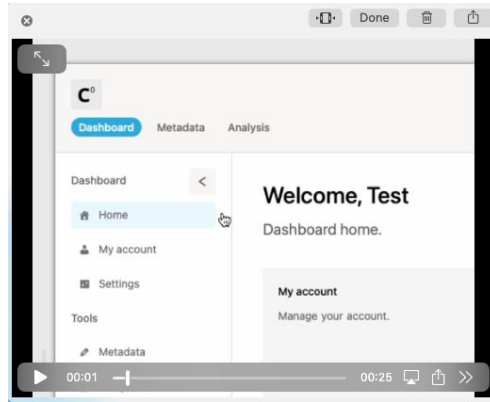 Done
C°
Dashboard Metadata Analysis
Dashboard
Home
My account
Settings
Tools
Metadata
Welcome, Test
Dashboard home.
My account
Manage your account.
00:01 00:25